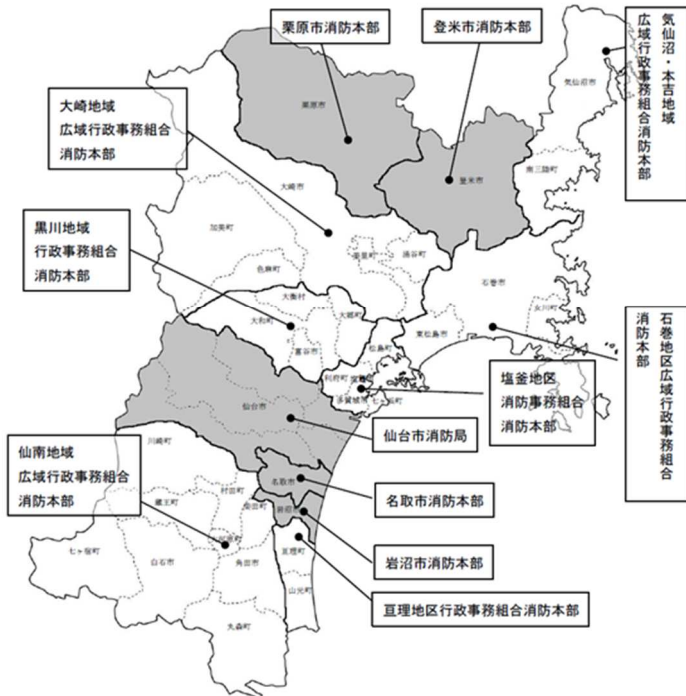 栗原市消防本部
登米市消防本部
気仙沼・本吉地域
広域行政事務組合消防本部
気仙沼市
南三陸町
栗原市
登米市
大崎地域
広域行政事務組合
消防本部
大崎市
加美町
色麻町
美里町
涌谷町
黒川地域
行政事務組合
消防本部
大衡村
大和町
大郷町
富谷市
石巻市
女川町
東松島市
石巻地区広域行政事務組合
消防本部
松島町
利府町
多賀城市
七ヶ浜町
塩釜地区
消防事務組合
消防本部
仙台市
仙台市消防局
仙南地域
広域行政事務組合
消防本部
川崎町
村田町
柴田町
蔵王町
七ヶ宿町
白石市
角田市
丸森町
名取市
名取市消防本部
岩沼市
岩沼市消防本部
亘理町
山元町
亘理地区行政事務組合消防本部